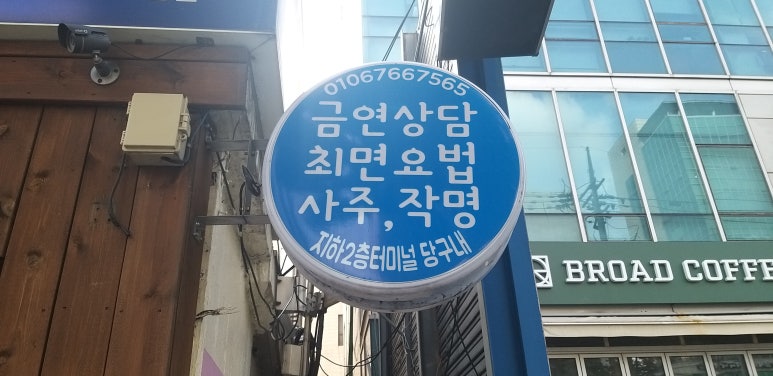 01067667565
금연상담
최면요법
사주,작명
지하2층터미널 당구내
BROAD COFFE